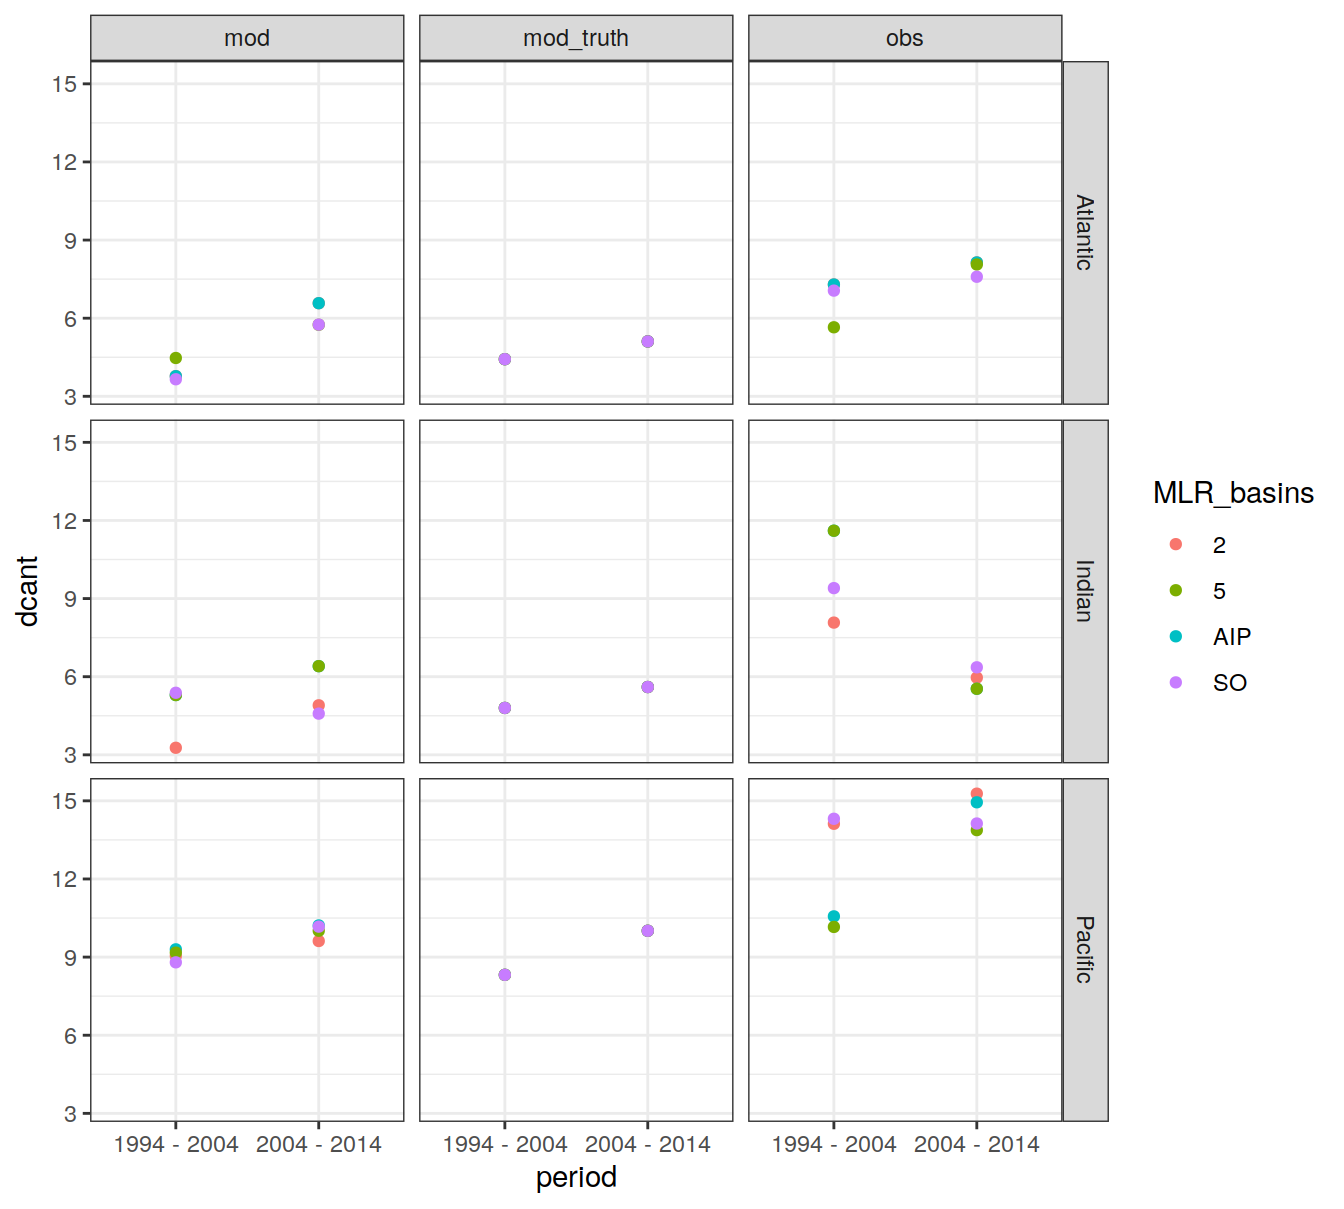 mod mod_truth obs
15
12
9
6
3
Atlantic
15
12
9
6
3
Indian
15
12
9
6
3
Pacific
dcant
1994 - 2004 2004 - 2014 1994 - 2004 2004 - 2014 1994 - 2004 2004 - 2014
period
MLR_basins
2
5
AIP
SO